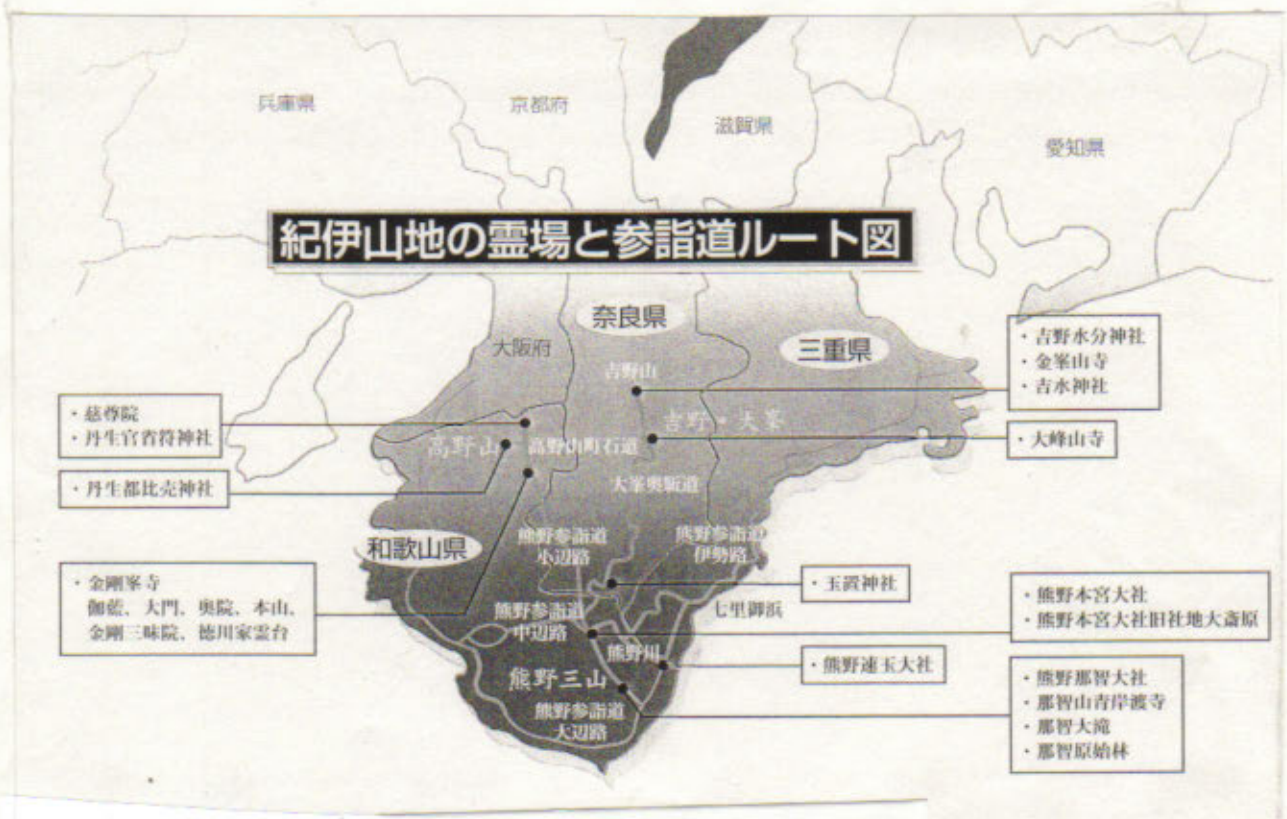 兵庫県
京都府
滋賀県
愛知県
紀伊山地の霊場と参詣道ルート図
奈良県
大阪府
三重県
吉野山
・吉野水分神社
・金峯山寺
・吉水神社
・慈尊院
・丹生官省符神社
吉野・大峯
・大峰山寺
高野山
高野山町石道
・丹生都比売神社
大峯奥駈道
和歌山県
熊野参詣道
小辺路
熊野参詣道
伊勢路
・金剛峯寺
伽藍、大門、奥院、本山、
金剛三昧院、徳川家霊台
・玉置神社
七里御浜
・熊野本宮大社
・熊野本宮大社旧社地大斎原
熊野参詣道
中辺路
熊野川
・熊野速玉大社
熊野三山
・熊野那智大社
・那智山青岸渡寺
・那智大滝
・那智原始林
熊野参詣道
大辺路